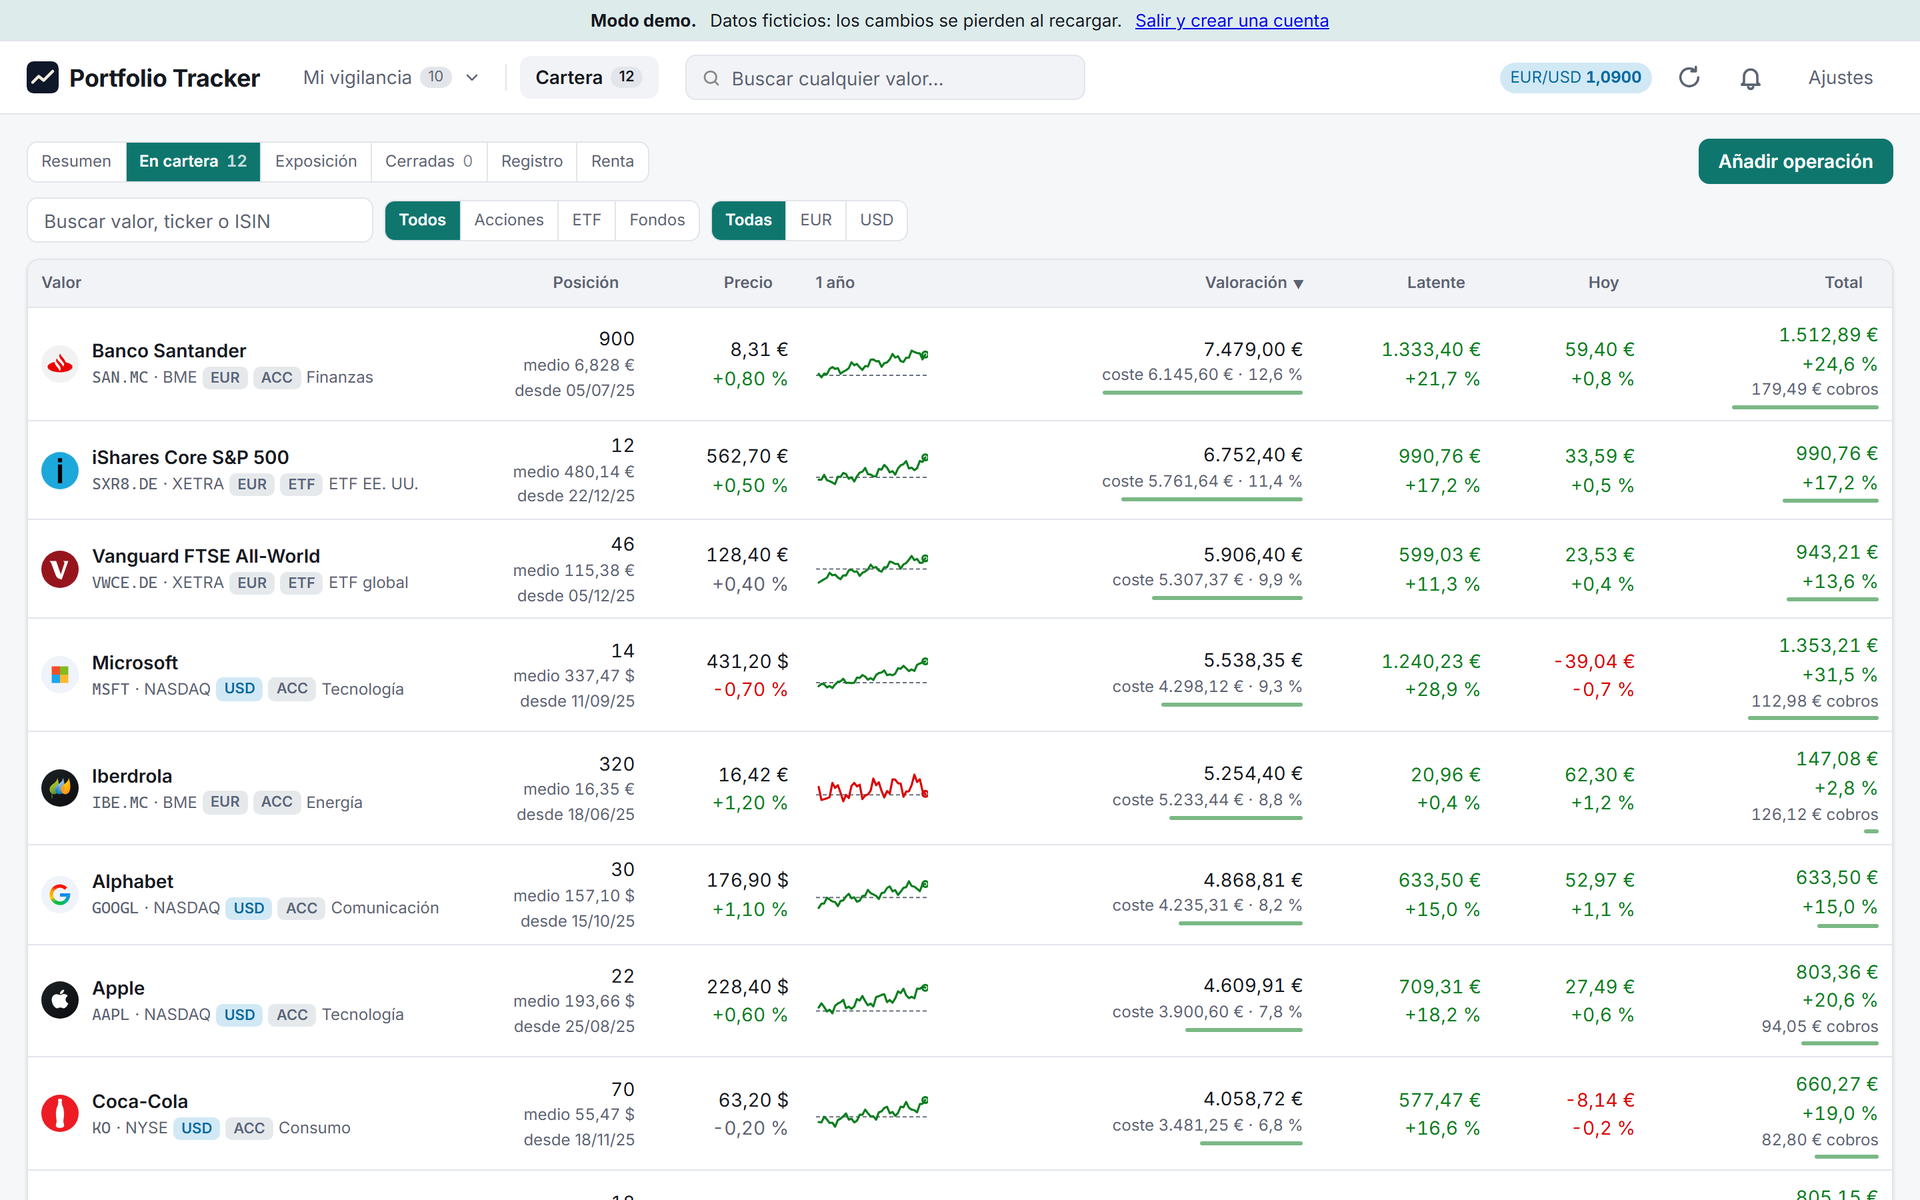 Modo demo. Datos ficticios: los cambios se pierden al recargar. Salir y crear una cuenta
Portfolio Tracker
Mi vigilancia 10
Cartera 12
Buscar cualquier valor...
EUR/USD 1,0900
Ajustes
Resumen En cartera 12 Exposición Cerradas 0 Registro Renta
Añadir operación
Buscar valor, ticker o ISIN
Todos Acciones ETF Fondos
Todas EUR USD
Valor Posición Precio 1 año Valoración ▼ Latente Hoy Total
Banco Santander
SAN.MC · BME EUR ACC Finanzas
900
medio 6,828 €
desde 05/07/25
8,31 €
+0,80 %
7.479,00 €
coste 6.145,60 € · 12,6 %
1.333,40 €
+21,7 %
59,40 €
+0,8 %
1.512,89 €
+24,6 %
179,49 € cobros
iShares Core S&P 500
SXR8.DE · XETRA EUR ETF ETF EE. UU.
12
medio 480,14 €
desde 22/12/25
562,70 €
+0,50 %
6.752,40 €
coste 5.761,64 € · 11,4 %
990,76 €
+17,2 %
33,59 €
+0,5 %
990,76 €
+17,2 %
Vanguard FTSE All-World
VWCE.DE · XETRA EUR ETF ETF global
46
medio 115,38 €
desde 05/12/25
128,40 €
+0,40 %
5.906,40 €
coste 5.307,37 € · 9,9 %
599,03 €
+11,3 %
23,53 €
+0,4 %
943,21 €
+13,6 %
Microsoft
MSFT · NASDAQ USD ACC Tecnología
14
medio 337,47 $
desde 11/09/25
431,20 $
-0,70 %
5.538,35 €
coste 4.298,12 € · 9,3 %
1.240,23 €
+28,9 %
-39,04 €
-0,7 %
1.353,21 €
+31,5 %
112,98 € cobros
Iberdrola
IBE.MC · BME EUR ACC Energía
320
medio 16,35 €
desde 18/06/25
16,42 €
+1,20 %
5.254,40 €
coste 5.233,44 € · 8,8 %
20,96 €
+0,4 %
62,30 €
+1,2 %
147,08 €
+2,8 %
126,12 € cobros
Alphabet
GOOGL · NASDAQ USD ACC Comunicación
30
medio 157,10 $
desde 15/10/25
176,90 $
+1,10 %
4.868,81 €
coste 4.235,31 € · 8,2 %
633,50 €
+15,0 %
52,97 €
+1,1 %
633,50 €
+15,0 %
Apple
AAPL · NASDAQ USD ACC Tecnología
22
medio 193,66 $
desde 25/08/25
228,40 $
+0,60 %
4.609,91 €
coste 3.900,60 € · 7,8 %
709,31 €
+18,2 %
27,49 €
+0,6 %
803,36 €
+20,6 %
94,05 € cobros
Coca-Cola
KO · NYSE USD ACC Consumo
70
medio 55,47 $
desde 18/11/25
63,20 $
-0,20 %
4.058,72 €
coste 3.481,25 € · 6,8 %
577,47 €
+16,6 %
-8,14 €
-0,2 %
660,27 €
+19,0 %
82,80 € cobros
805,15 €